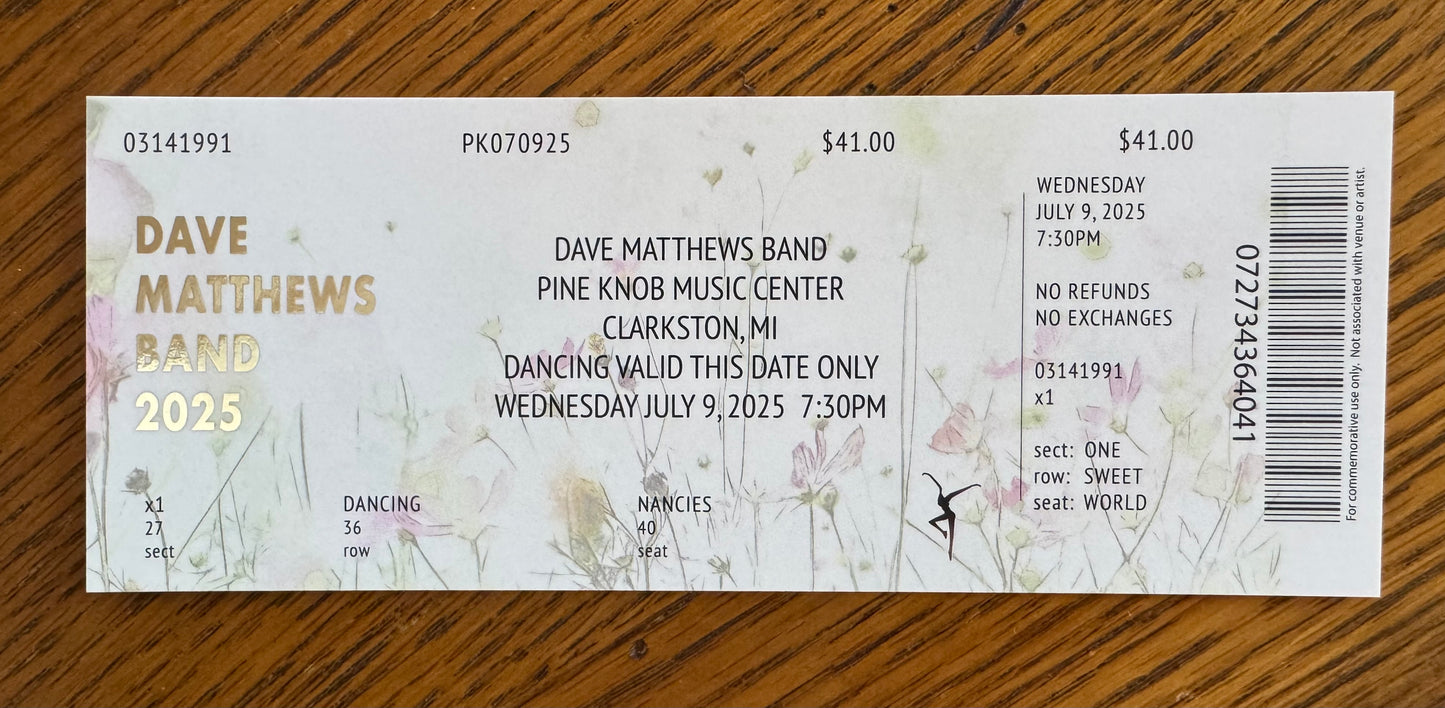 03141991
PK070925
$41.00
$41.00
DAVE
MATTHEWS
BAND
2025
DAVE MATTHEWS BAND
PINE KNOB MUSIC CENTER
CLARKSTON, MI
DANCING VALID THIS DATE ONLY
WEDNESDAY JULY 9, 2025 7:30PM
x1
27
sect
DANCING
36
row
NANCIES
40
seat
WEDNESDAY
JULY 9, 2025
7:30PM
NO REFUNDS
NO EXCHANGES
03141991
x1
sect: ONE
row: SWEET
seat: WORLD
072734364041
For commemorative use only. Not associated with venue or artist.